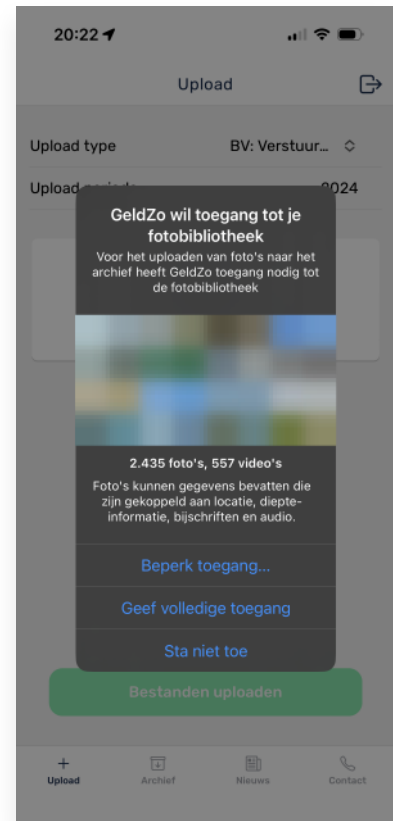 20:22
Upload
Upload type BV: Verstuur...
Upload 2024
GeldZo wil toegang tot je
fotobibliotheek
Voor het uploaden van foto's naar het
archief heeft GeldZo toegang nodig tot
de fotobibliotheek
2.435 foto's, 557 video's
Foto's kunnen gegevens bevatten die
zijn gekoppeld aan locatie, diepte-
informatie, bijschriften en audio.
Beperk toegang...
Geef volledige toegang
Sta niet toe
Bestanden uploaden
Upload Archief Nieuws Contact